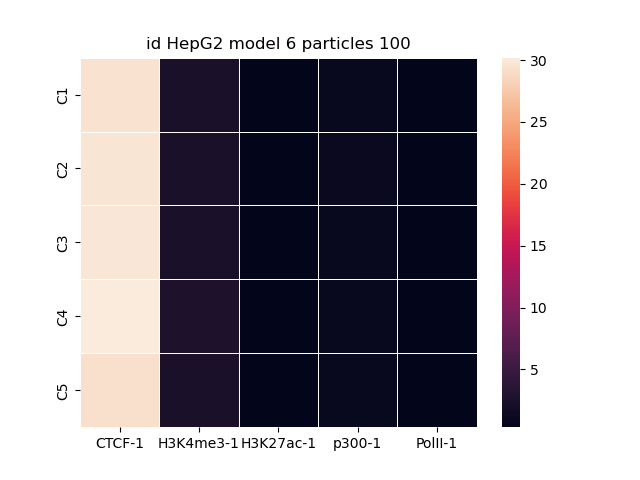 id HepG2 model 6 particles 100
C1
C2
C3
C4
C5
CTCF-1 H3K4me3-1 H3K27ac-1 p300-1 PolII-1
30
25
20
15
10
5